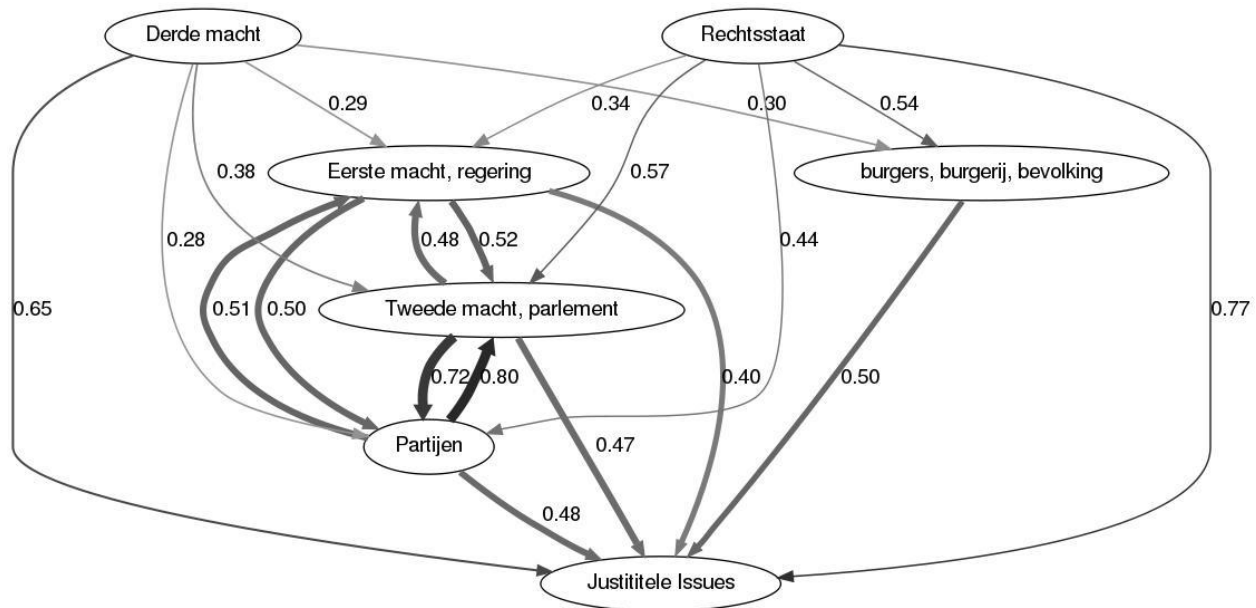 Derde macht
Rechtsstaat
0.29
0.34
0.30
0.54
Eerste macht, regering
burgers, burgerij, bevolking
0.38
0.57
0.28
0.48
0.52
0.44
0.65
0.51
0.50
Tweede macht, parlement
0.77
0.72
0.80
0.40
0.50
Partijen
0.47
0.48
Justititele Issues